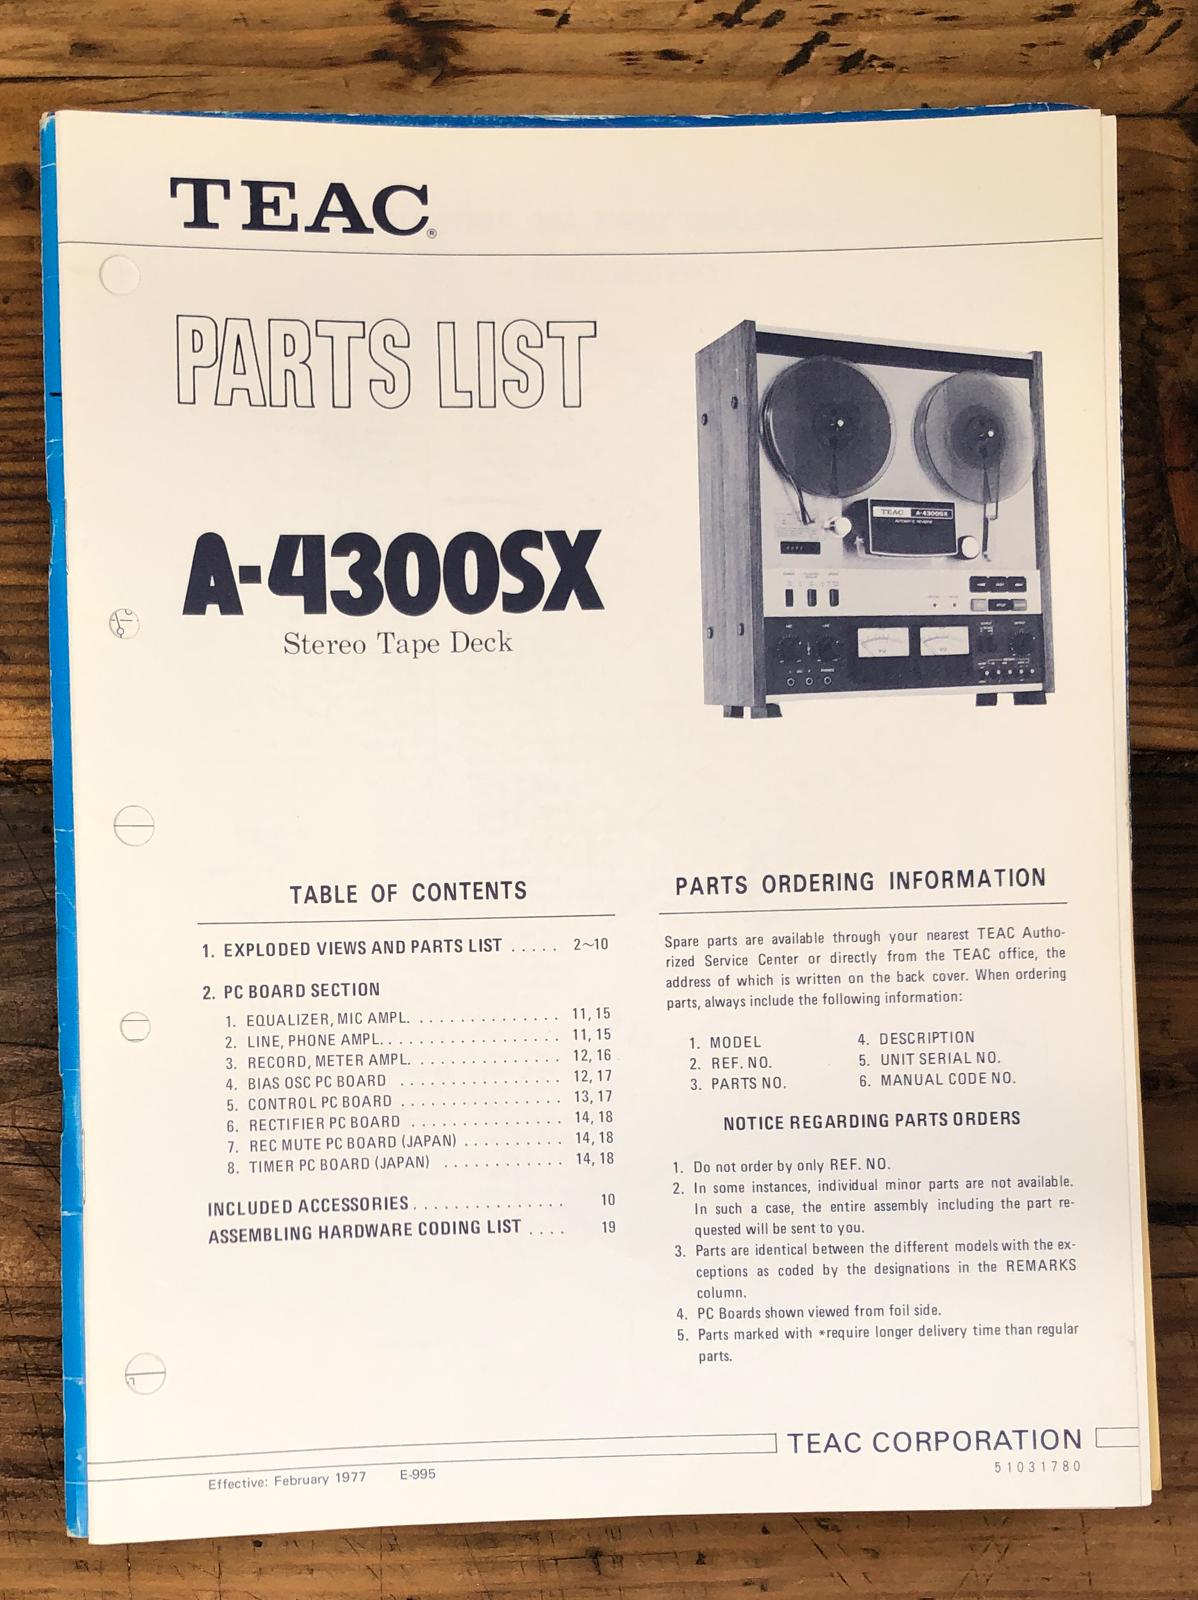 TEAC®
PARTS LIST
A-4300SX
Stereo Tape Deck
TEAC A-4300SX
AUTOMATIC REVERSE
TABLE OF CONTENTS
1. EXPLODED VIEWS AND PARTS LIST ..... 2~10
2. PC BOARD SECTION
1. EQUALIZER, MIC AMPL. .............. 11, 15
2. LINE, PHONE AMPL. ................. 11, 15
3. RECORD, METER AMPL. .............. 12, 16
4. BIAS OSC PC BOARD ................ 12, 17
5. CONTROL PC BOARD ................ 13, 17
6. RECTIFIER PC BOARD ............... 14, 18
7. REC MUTE PC BOARD (JAPAN) .......... 14, 18
8. TIMER PC BOARD (JAPAN) ............ 14, 18
INCLUDED ACCESSORIES ............... 10
ASSEMBLING HARDWARE CODING LIST .... 19
PARTS ORDERING INFORMATION
Spare parts are available through your nearest TEAC Autho-
rized Service Center or directly from the TEAC office, the
address of which is written on the back cover. When ordering
parts, always include the following information:
1. MODEL 4. DESCRIPTION
2. REF. NO. 5. UNIT SERIAL NO.
3. PARTS NO. 6. MANUAL CODE NO.
NOTICE REGARDING PARTS ORDERS
1. Do not order by only REF. NO.
2. In some instances, individual minor parts are not available.
In such a case, the entire assembly including the part re-
quested will be sent to you.
3. Parts are identical between the different models with the ex-
ceptions as coded by the designations in the REMARKS
column.
4. PC Boards shown viewed from foil side.
5. Parts marked with *require longer delivery time than regular
parts.
TEAC CORPORATION
51031780
Effective: February 1977 E-995